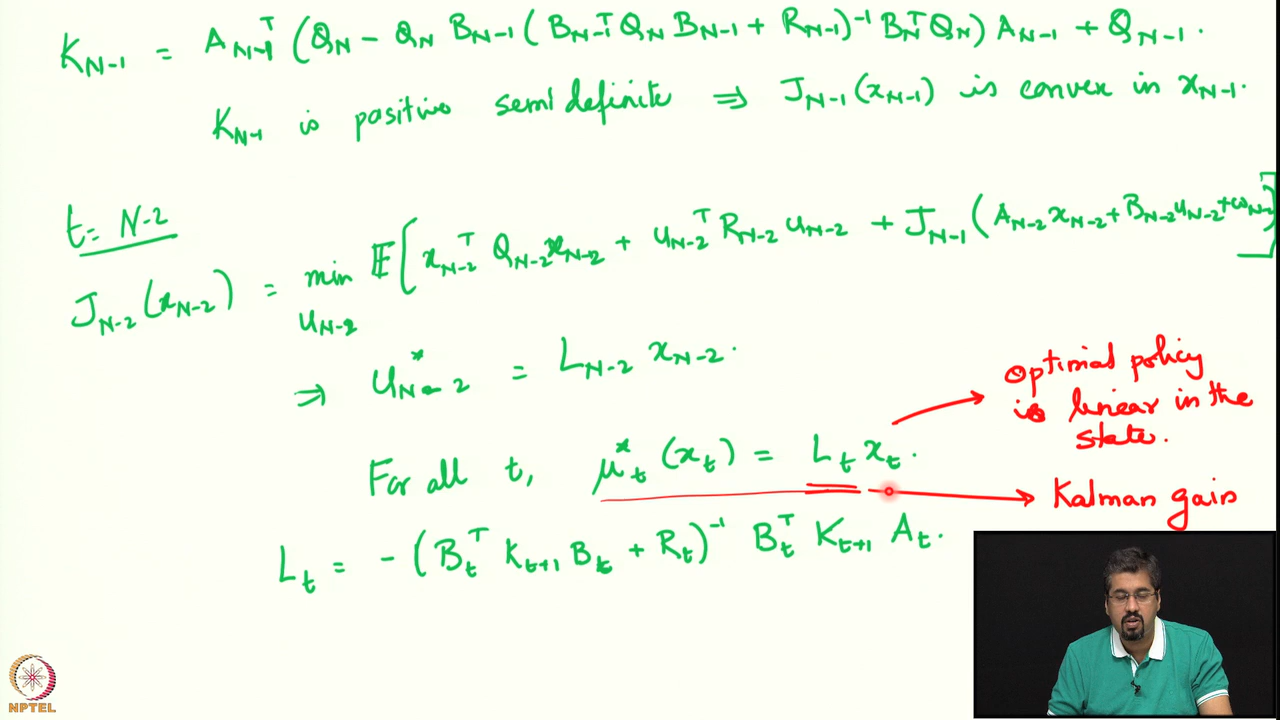 K_{N-1} = A_{N-1}^T (Q_N - Q_N B_{N-1} (B_{N-1}^T Q_N B_{N-1} + R_{N-1})^{-1} B_N^T Q_N) A_{N-1} + Q_{N-1}.
K_{N-1} is positive semidefinite ⇒ J_{N-1}(x_{N-1}) is convex in x_{N-1}.
t = N-2
J_{N-2}(x_{N-2}) = min_{u_{N-2}} 𝔼[x_{N-2}^T Q_{N-2} x_{N-2} + u_{N-2}^T R_{N-2} u_{N-2} + J_{N-1}(A_{N-2} x_{N-2} + B_{N-2} u_{N-2} + ω_{N-2})]
⇒ u_{N-2}^* = L_{N-2} x_{N-2}.
Optimal policy
is linear in the
state.
For all t, μ_t^*(x_t) = L_t x_t.
Kalman gain
L_t = -(B_t^T K_{t+1} B_t + R_t)^{-1} B_t^T K_{t+1} A_t.
NPTEL